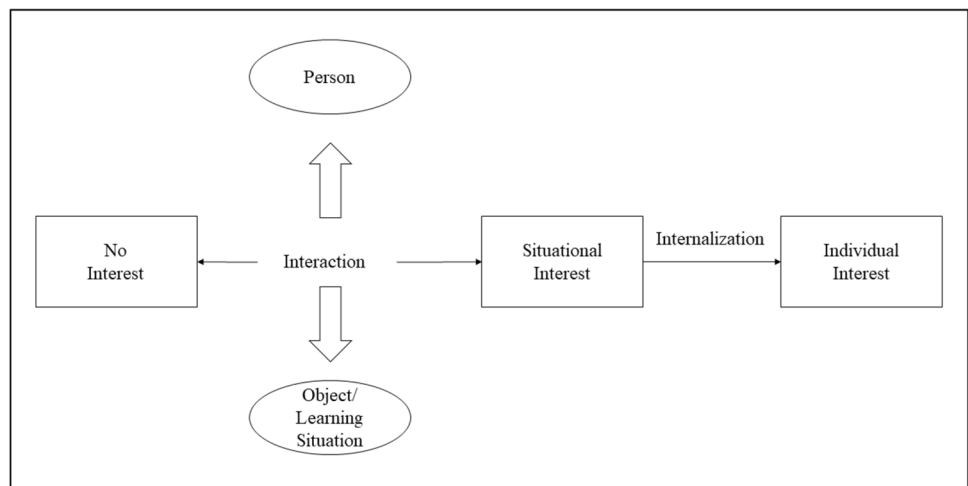 Person
No
Interest
Interaction
Situational
Interest
Internalization
Individual
Interest
Object/
Learning
Situation